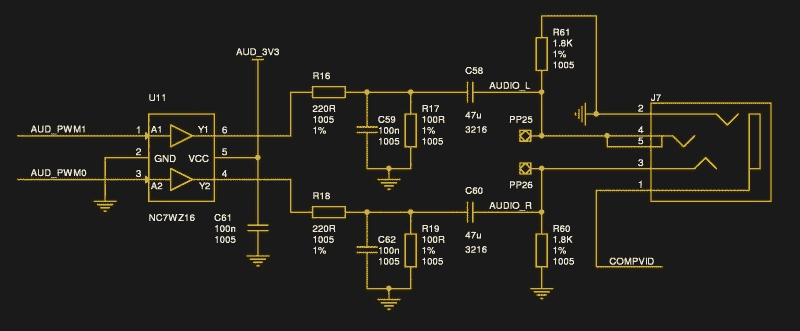 R61
1.8K
1%
1005
AUD_3V3
C58
R16
AUDIO_L
J7
U11
2
220R
1005
1%
C59
100n
1005
R17
100R
1%
1005
47u
3216
PP25
AUD_PWM1
1
A1
Y1
6
4
5
2
GND
VCC
5
3
AUD_PWM0
3
A2
Y2
4
PP26
1
R18
C60
NC7WZ16
AUDIO_R
C61
100n
1005
220R
1005
1%
C62
100n
1005
R19
100R
1%
1005
47u
3216
R60
1.8K
1%
1005
COMPVID